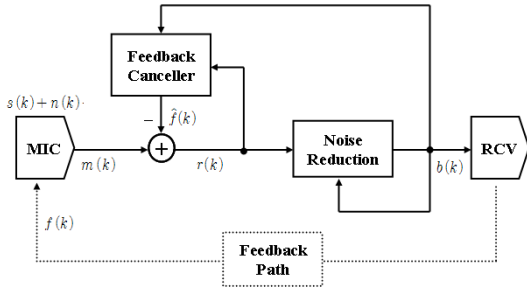 Feedback
Canceller
s(k)+n(k)
− f̂(k)
MIC
+
Noise
Reduction
RCV
m(k)
r(k)
b(k)
f(k)
Feedback
Path